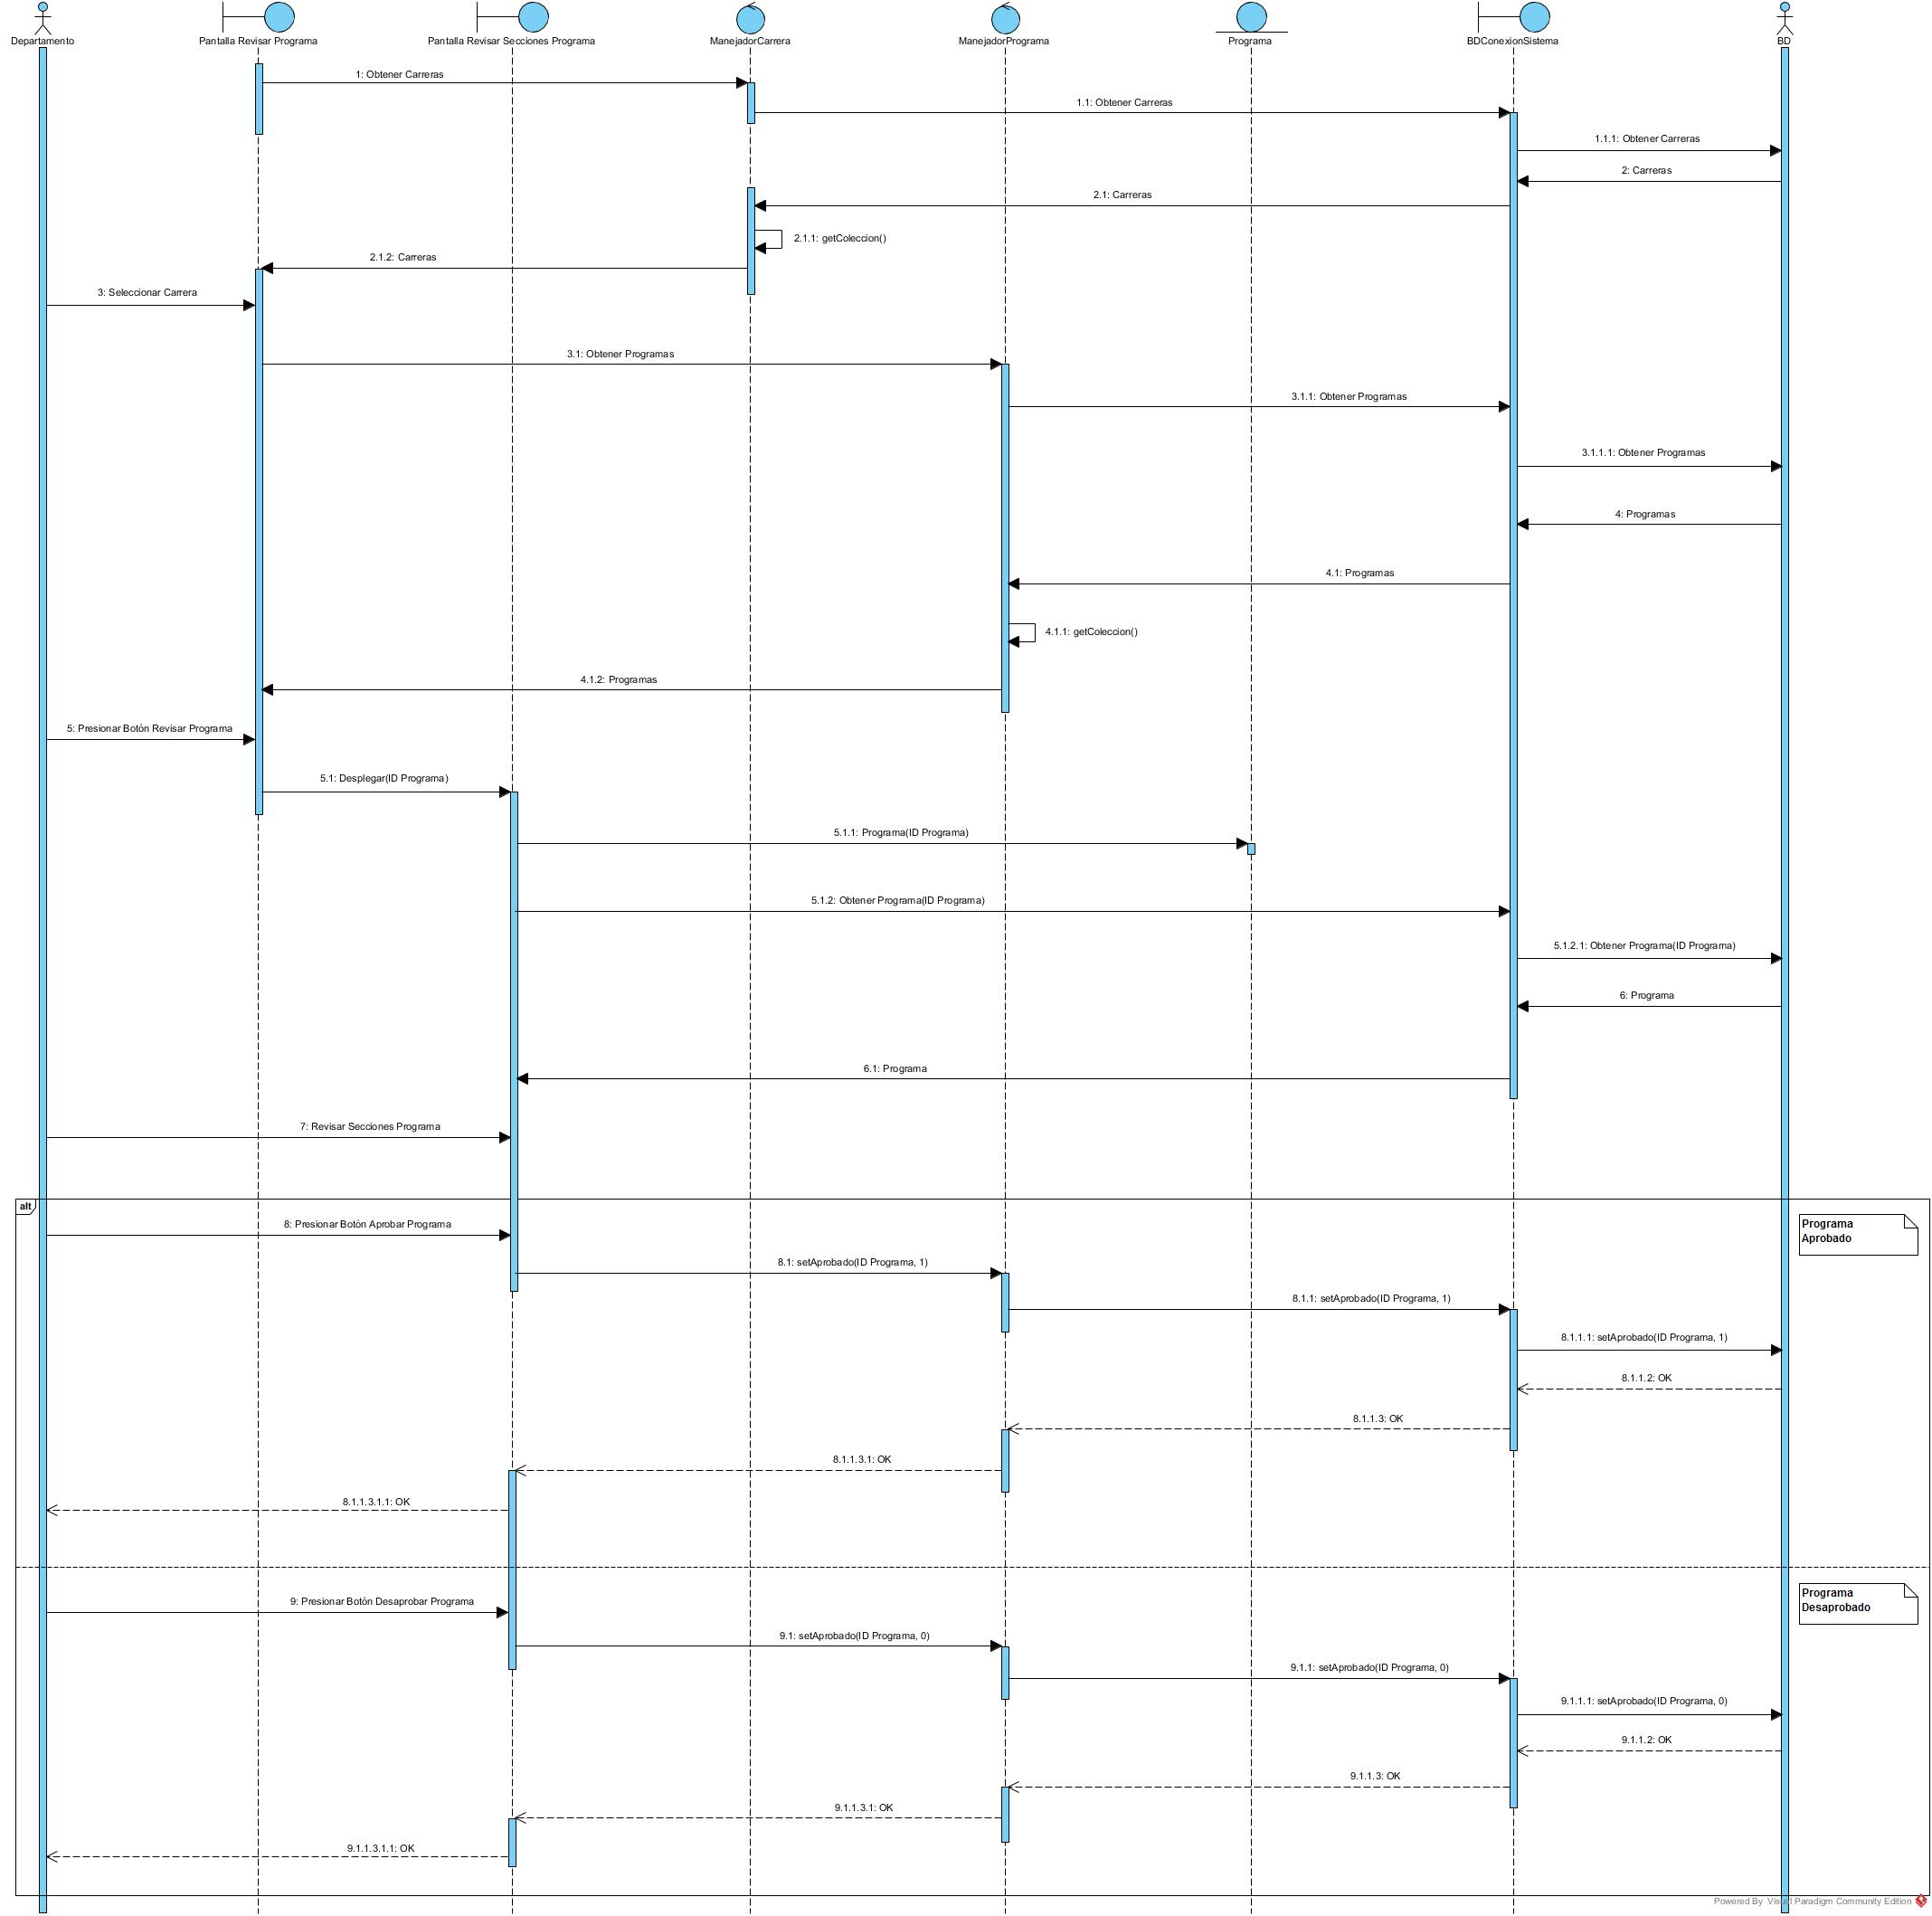 Departamento
Pantalla Revisar Programa
Pantalla Revisar Secciones Programa
ManejadorCarrera
ManejadorPrograma
Programa
BDConexionSistema
BD
1: Obtener Carreras
1.1: Obtener Carreras
1.1.1: Obtener Carreras
2: Carreras
2.1: Carreras
2.1.1: getColeccion()
2.1.2: Carreras
3: Seleccionar Carrera
3.1: Obtener Programas
3.1.1: Obtener Programas
3.1.1.1: Obtener Programas
4: Programas
4.1: Programas
4.1.1: getColeccion()
4.1.2: Programas
5: Presionar Botón Revisar Programa
5.1: Desplegar(ID Programa)
5.1.1: Programa(ID Programa)
5.1.2: Obtener Programa(ID Programa)
5.1.2.1: Obtener Programa(ID Programa)
6: Programa
6.1: Programa
7: Revisar Secciones Programa
alt
Programa
Aprobado
8: Presionar Botón Aprobar Programa
8.1: setAprobado(ID Programa, 1)
8.1.1: setAprobado(ID Programa, 1)
8.1.1.1: setAprobado(ID Programa, 1)
8.1.1.2: OK
8.1.1.3: OK
8.1.1.3.1: OK
8.1.1.3.1.1: OK
Programa
Desaprobado
9: Presionar Botón Desaprobar Programa
9.1: setAprobado(ID Programa, 0)
9.1.1: setAprobado(ID Programa, 0)
9.1.1.1: setAprobado(ID Programa, 0)
9.1.1.2: OK
9.1.1.3: OK
9.1.1.3.1: OK
9.1.1.3.1.1: OK
Powered By Visual Paradigm Community Edition